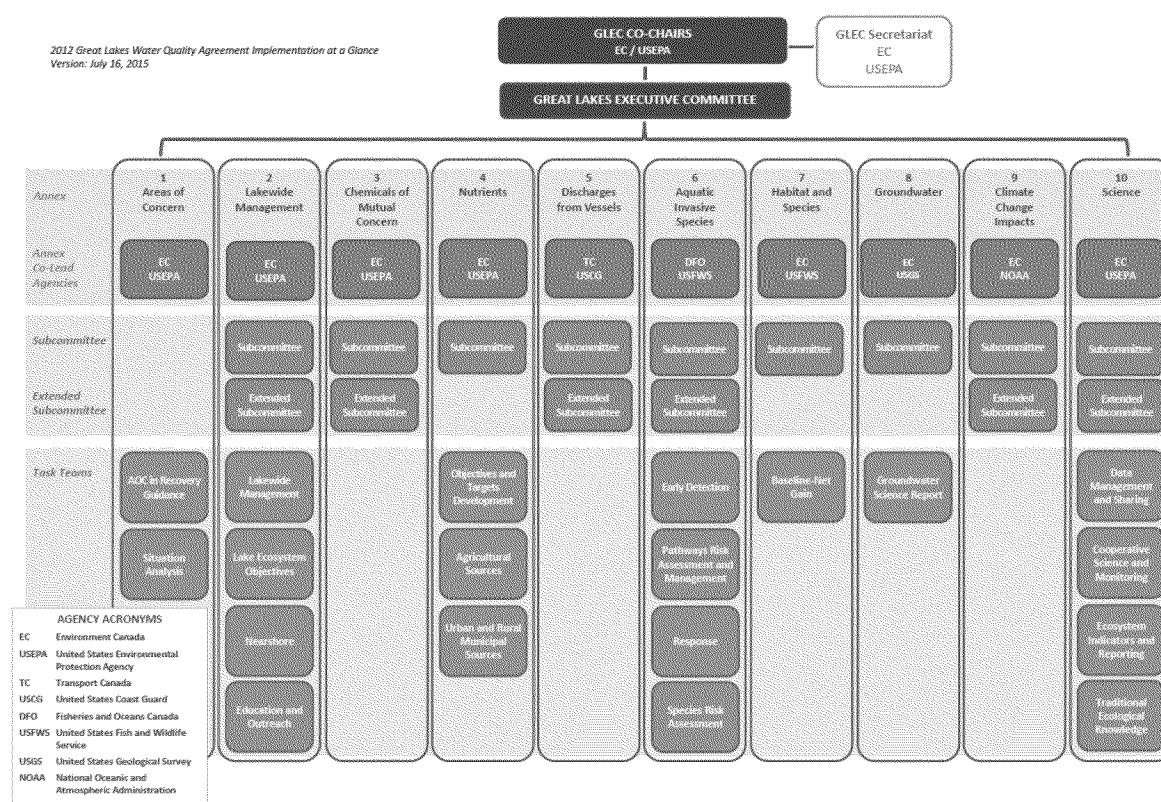 GLEC CO-CHAIRS
EC / USEPA
GLEC Secretariat
EC
USEPA
2012 Great Lakes Water Quality Agreement Implementation at a Glance
Version: July 16, 2015
GREAT LAKES EXECUTIVE COMMITTEE
Annex
1
Areas of
Concern
2
Lakewide
Management
3
Chemicals of
Mutual
Concern
4
Nutrients
5
Discharges
from Vessels
6
Aquatic
Invasive
Species
7
Habitat and
Species
8
Groundwater
9
Climate
Change
Impacts
10
Science
Annex
Co-Lead
Agencies
EC
USEPA
EC
USEPA
EC
USEPA
EC
USEPA
TC
USCG
DFO
USFWS
EC
USFWS
EC
USGS
EC
NOAA
EC
USEPA
Subcommittee
Subcommittee
Subcommittee
Subcommittee
Subcommittee
Subcommittee
Subcommittee
Subcommittee
Subcommittee
Subcommittee
Extended
Subcommittee
Extended
Subcommittee
Extended
Subcommittee
Extended
Subcommittee
Extended
Subcommittee
Extended
Subcommittee
Extended
Subcommittee
Task Teams
AOC in Recovery
Guidance
Lakewide
Management
Objectives and
Targets
Development
Early Detection
Baseline-Net
Gain
Groundwater
Science Report
Data
Management
and Sharing
Situation
Analysis
Lake Ecosystem
Objectives
Agricultural
Sources
Pathways Risk
Assessment and
Management
Cooperative
Science and
Monitoring
Nearshore
Urban and Rural
Municipal
Sources
Response
Ecosystem
Indicators and
Reporting
Education and
Outreach
Species Risk
Assessment
Traditional
Ecological
Knowledge
AGENCY ACRONYMS
EC Environment Canada
USEPA United States Environmental
Protection Agency
TC Transport Canada
USCG United States Coast Guard
DFO Fisheries and Oceans Canada
USFWS United States Fish and Wildlife
Service
USGS United States Geological Survey
NOAA National Oceanic and
Atmospheric Administration